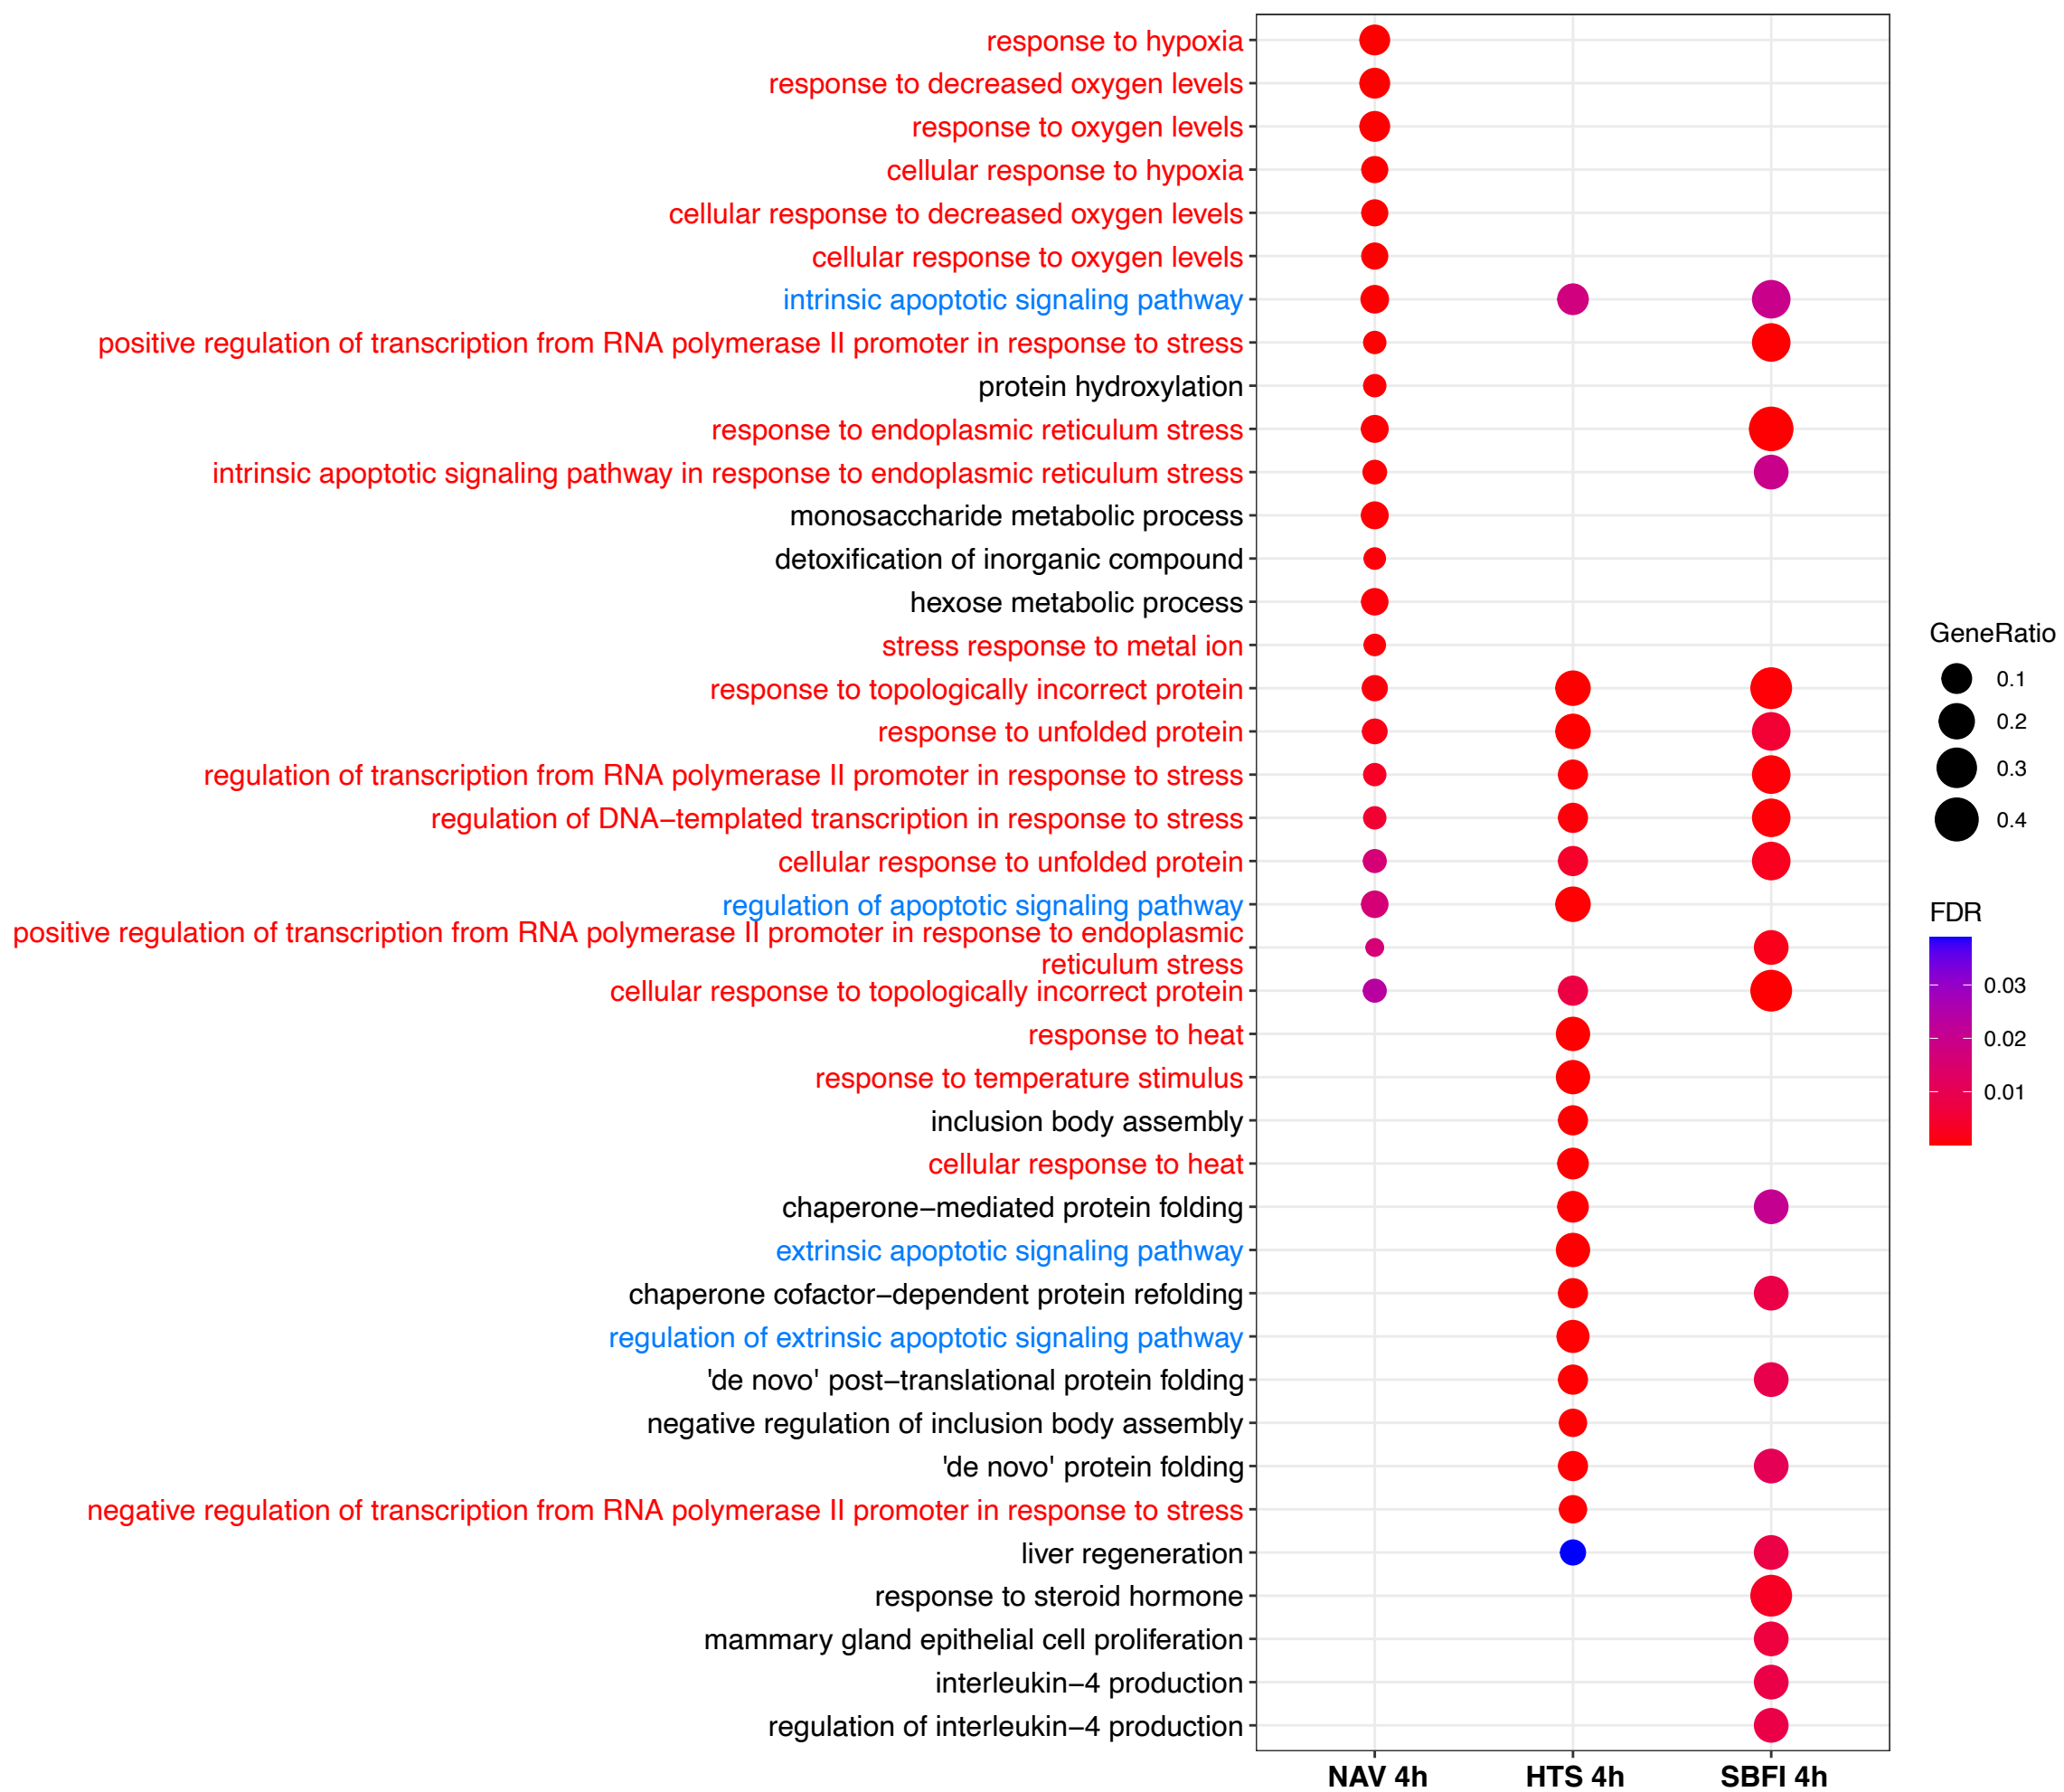 response to hypoxia
response to decreased oxygen levels
response to oxygen levels
cellular response to hypoxia
cellular response to decreased oxygen levels
cellular response to oxygen levels
intrinsic apoptotic signaling pathway
positive regulation of transcription from RNA polymerase II promoter in response to stress
protein hydroxylation
response to endoplasmic reticulum stress
intrinsic apoptotic signaling pathway in response to endoplasmic reticulum stress
monosaccharide metabolic process
detoxification of inorganic compound
hexose metabolic process
stress response to metal ion
response to topologically incorrect protein
response to unfolded protein
regulation of transcription from RNA polymerase II promoter in response to stress
regulation of DNA−templated transcription in response to stress
cellular response to unfolded protein
regulation of apoptotic signaling pathway
positive regulation of transcription from RNA polymerase II promoter in response to endoplasmic
reticulum stress
cellular response to topologically incorrect protein
response to heat
response to temperature stimulus
inclusion body assembly
cellular response to heat
chaperone−mediated protein folding
extrinsic apoptotic signaling pathway
chaperone cofactor−dependent protein refolding
regulation of extrinsic apoptotic signaling pathway
'de novo' post−translational protein folding
negative regulation of inclusion body assembly
'de novo' protein folding
negative regulation of transcription from RNA polymerase II promoter in response to stress
liver regeneration
response to steroid hormone
mammary gland epithelial cell proliferation
interleukin−4 production
regulation of interleukin−4 production
NAV 4h
HTS 4h
SBFI 4h
GeneRatio
0.1
0.2
0.3
0.4
FDR
0.03
0.02
0.01